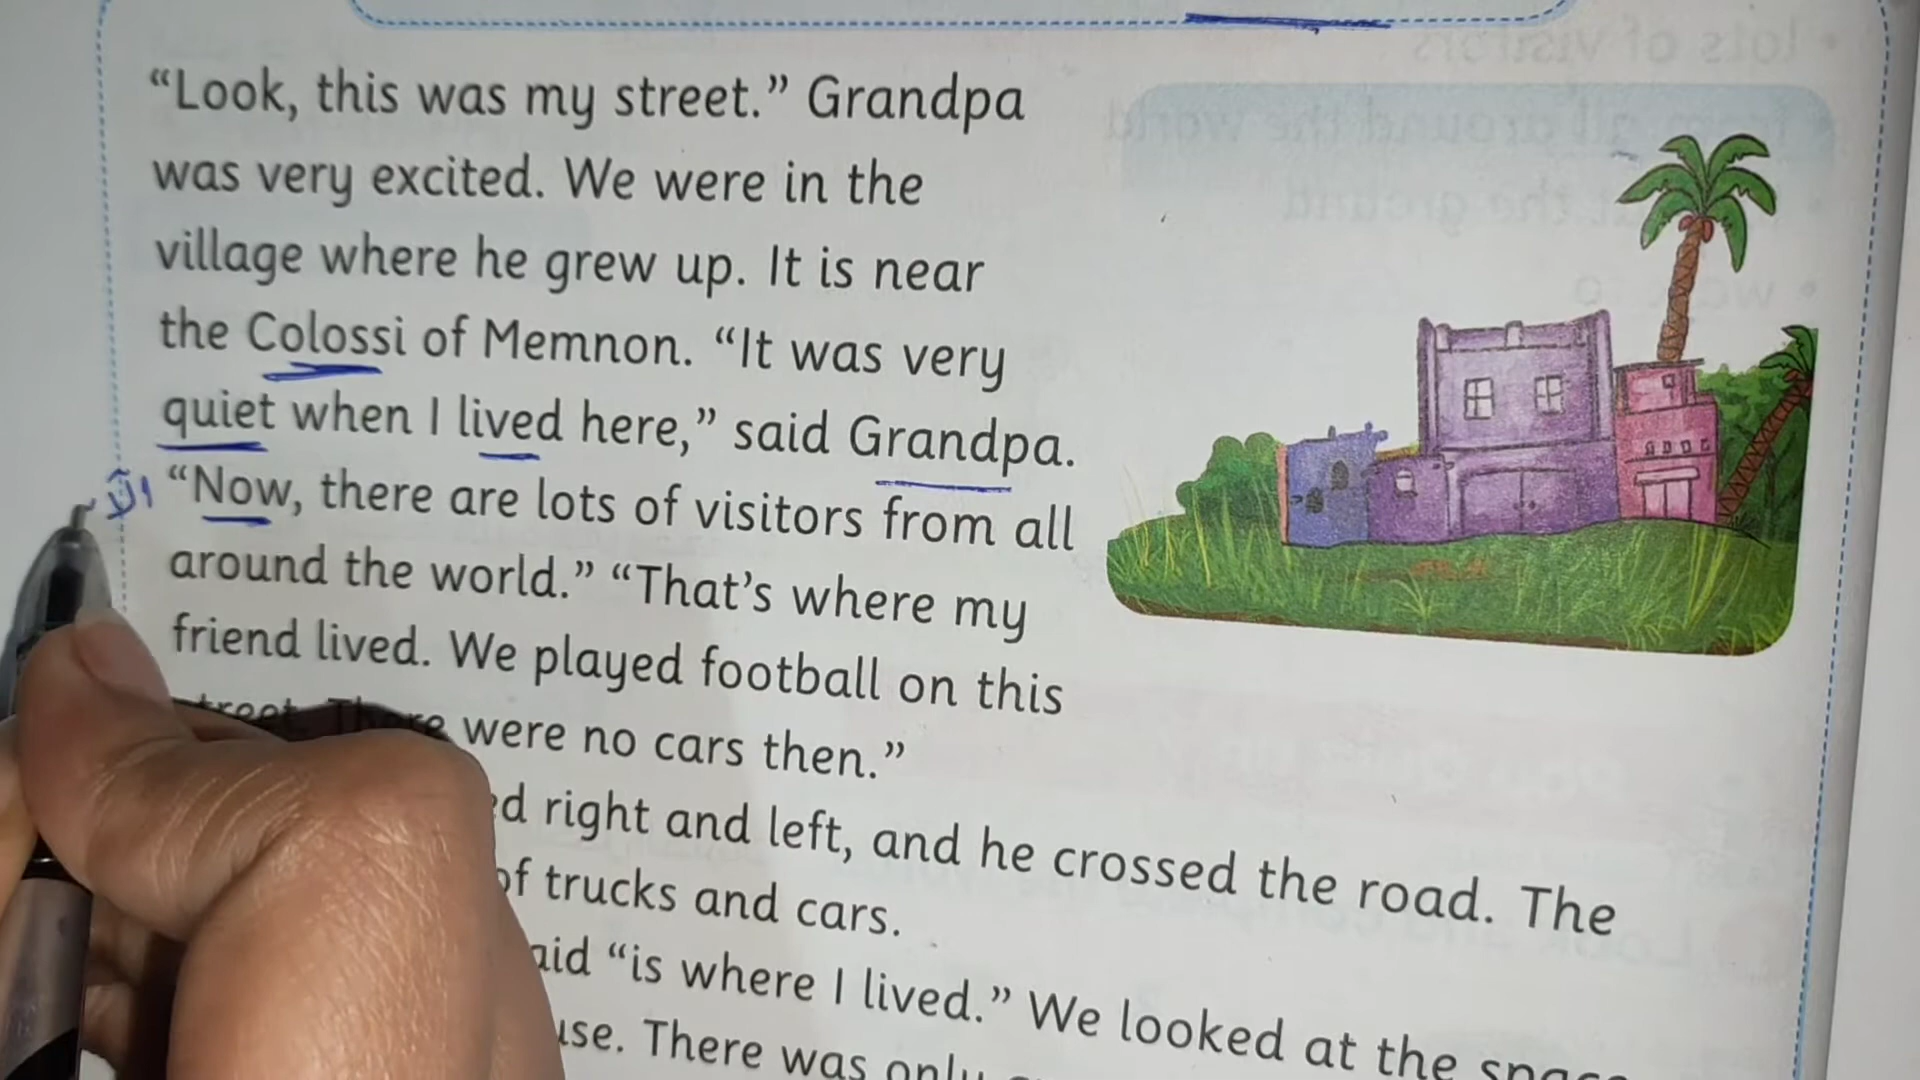 “Look, this was my street.” Grandpa
was very excited. We were in the
village where he grew up. It is near
the Colossi of Memnon. “It was very
quiet when I lived here,” said Grandpa.
الآن “Now, there are lots of visitors from all
around the world.” “That’s where my
friend lived. We played football on this
street. There were no cars then.”
right and left, and he crossed the road. The
of trucks and cars.
“is where I lived.” We looked at the
There was only